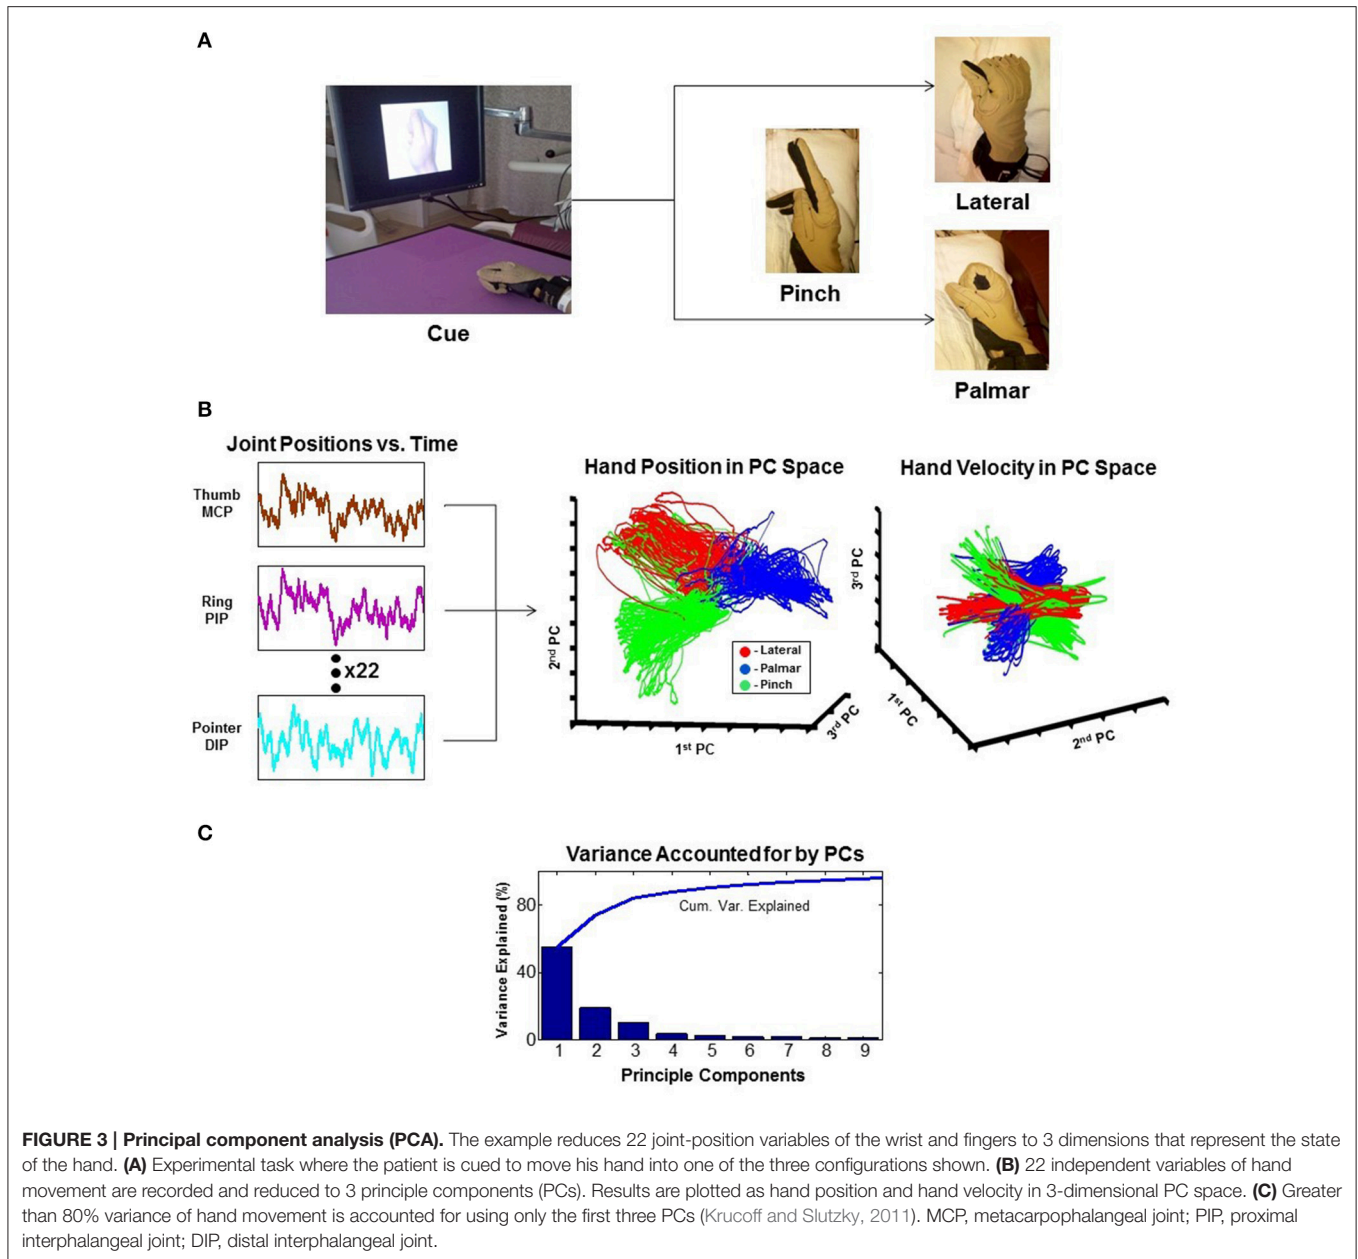 A
Cue
Pinch
Lateral
Palmar
B
Joint Positions vs. Time
Thumb
MCP
Ring
PIP
x22
Pointer
DIP
Hand Position in PC Space
2nd PC
1st PC
3rd PC
- Lateral
- Palmar
- Pinch
Hand Velocity in PC Space
3rd PC
1st PC
2nd PC
C
Variance Accounted for by PCs
Variance Explained (%)
80
40
0
Cum. Var. Explained
1 2 3 4 5 6 7 8 9
Principle Components
FIGURE 3 | Principal component analysis (PCA). The example reduces 22 joint-position variables of the wrist and fingers to 3 dimensions that represent the state
of the hand. (A) Experimental task where the patient is cued to move his hand into one of the three configurations shown. (B) 22 independent variables of hand
movement are recorded and reduced to 3 principle components (PCs). Results are plotted as hand position and hand velocity in 3-dimensional PC space. (C) Greater
than 80% variance of hand movement is accounted for using only the first three PCs (Krucoff and Slutzky, 2011). MCP, metacarpophalangeal joint; PIP, proximal
interphalangeal joint; DIP, distal interphalangeal joint.